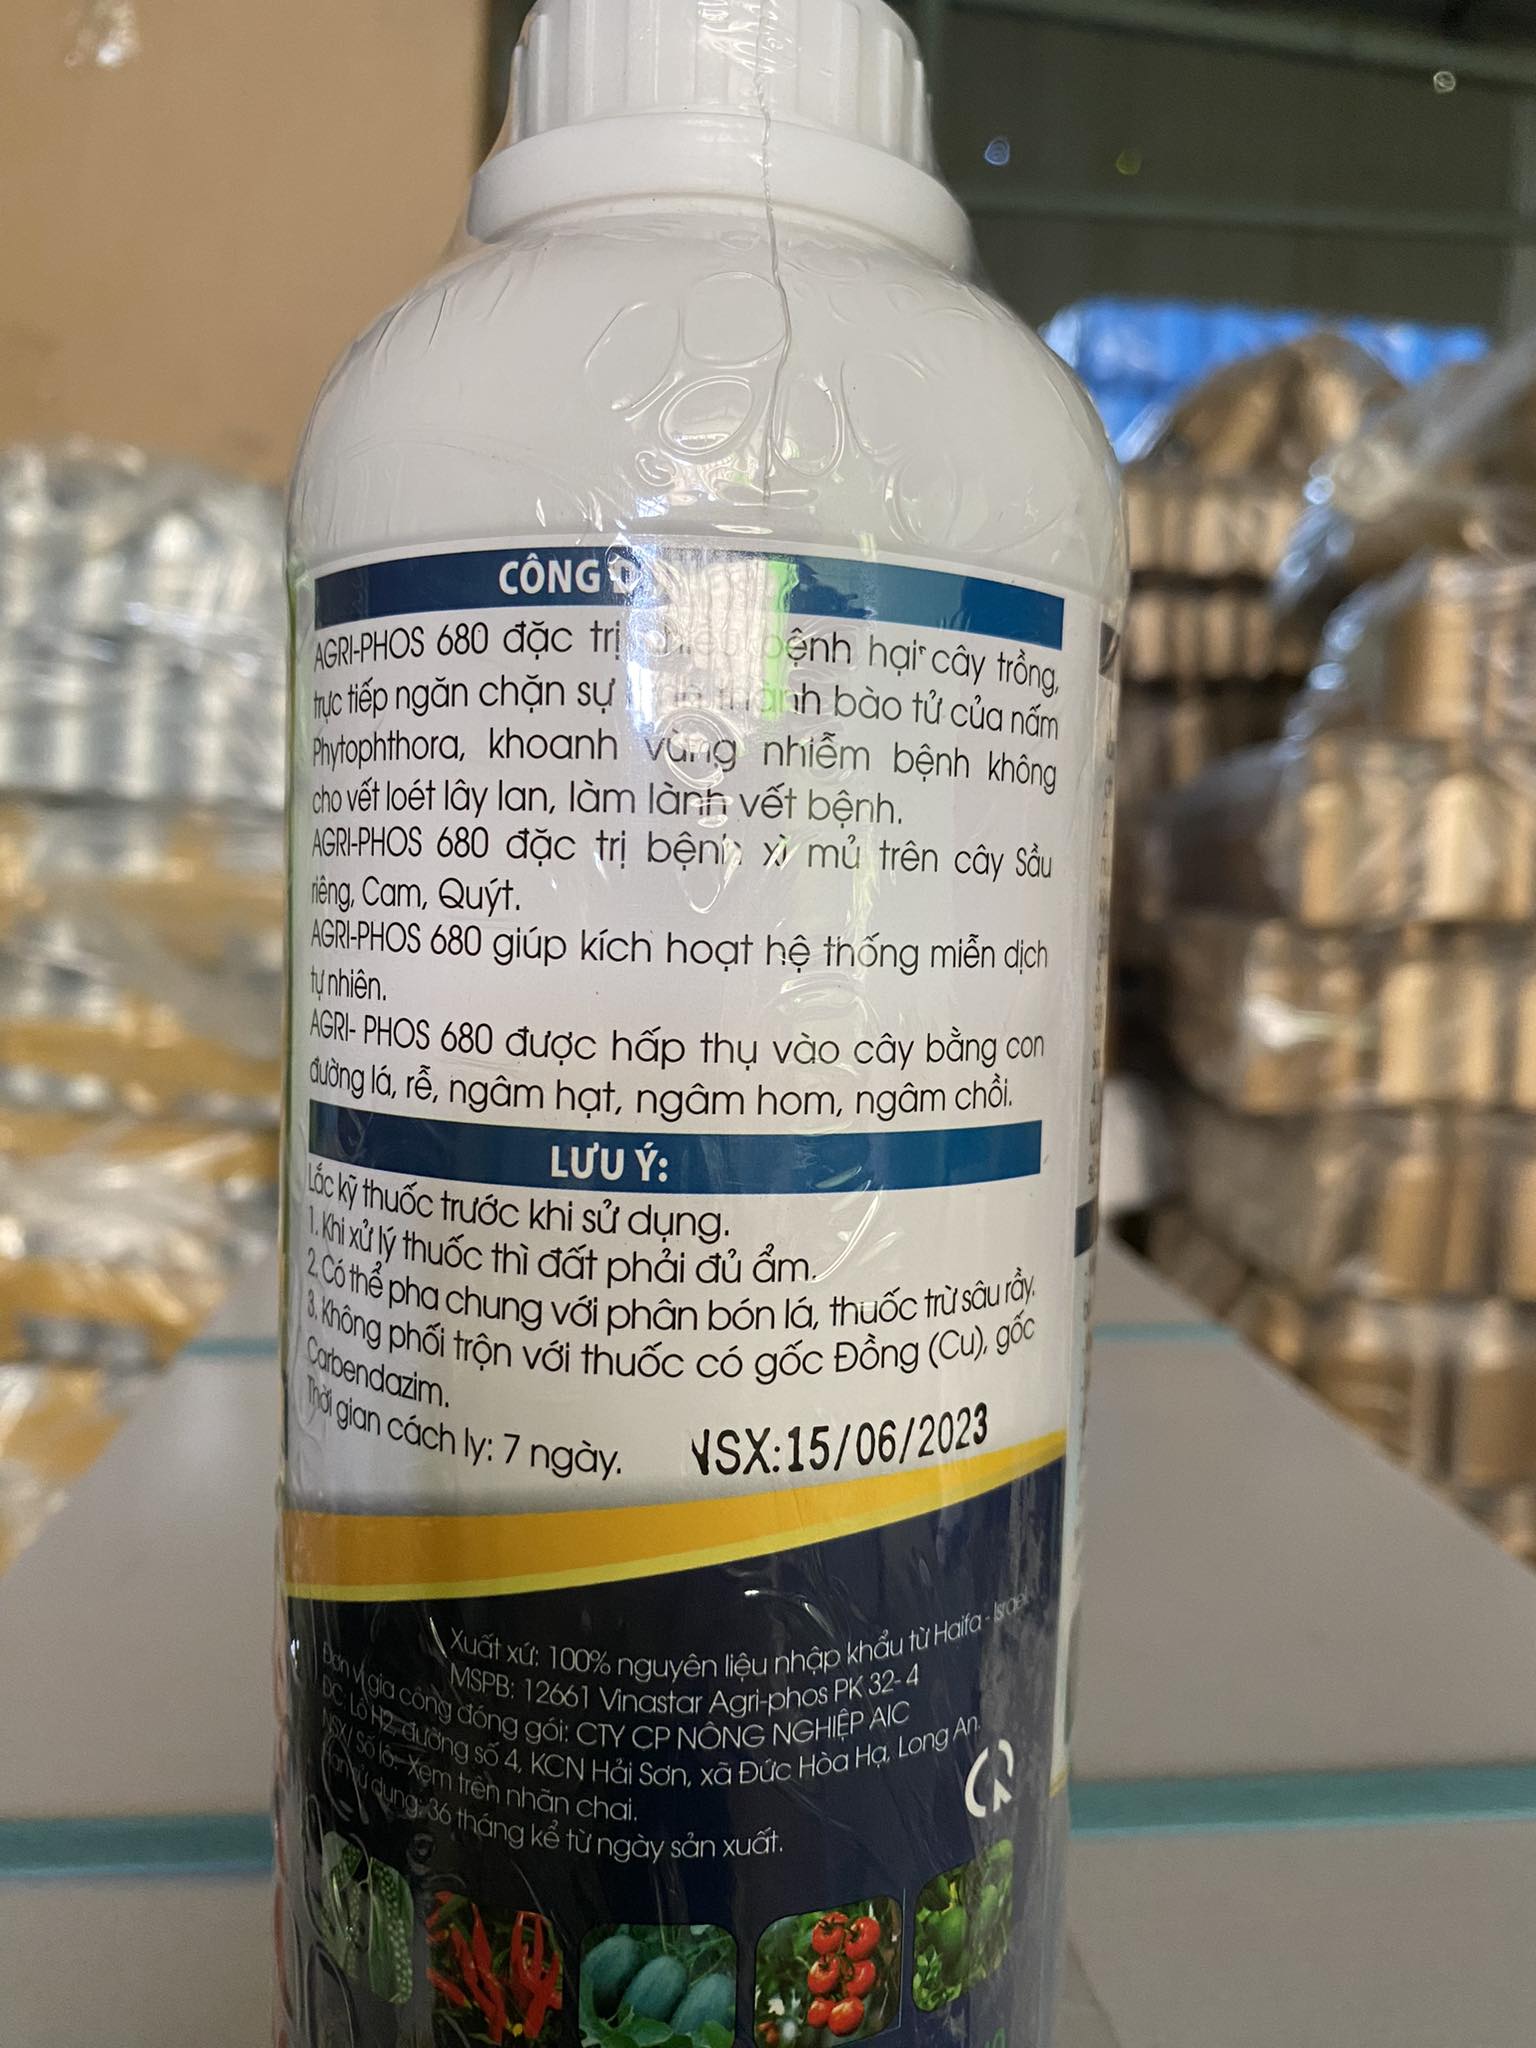 CÔNG
AGRI-PHOS 680 đặc trị bệnh hại cây trồng,
trực tiếp ngăn chặn sự thành bào tử của nấm
Phytophthora, khoanh vùng nhiễm bệnh không
cho vết loét lây lan, làm lành vết bệnh.
AGRI-PHOS 680 đặc trị bệnh xì mủ trên cây Sầu
riêng, Cam, Quýt.
AGRI-PHOS 680 giúp kích hoạt hệ thống miễn dịch
tự nhiên.
AGRI- PHOS 680 được hấp thụ vào cây bằng con
đường lá, rễ, ngâm hạt, ngâm hom, ngâm chồi.
LƯU Ý:
Lắc kỹ thuốc trước khi sử dụng.
1. Khi xử lý thuốc thì đất phải đủ ẩm.
2. Có thể pha chung với phân bón lá, thuốc trừ sâu rầy.
3. Không phối trộn với thuốc có gốc Đồng (Cu), gốc
Carbendazim.
Thời gian cách ly: 7 ngày.
NSX:15/06/2023
Xuất xứ: 100% nguyên liệu nhập khẩu từ Haifa - Israel
MSPB: 12661 Vinastar Agri-phos PK 32-4
Đơn vị gia công đóng gói: CTY CP NÔNG NGHIỆP AIC
ĐC: Lô H2, đường số 4, KCN Hải Sơn, xã Đức Hòa Hạ, Long An.
NSX/ Số lô: Xem trên nhãn chai.
Hạn sử dụng: 36 tháng kể từ ngày sản xuất.